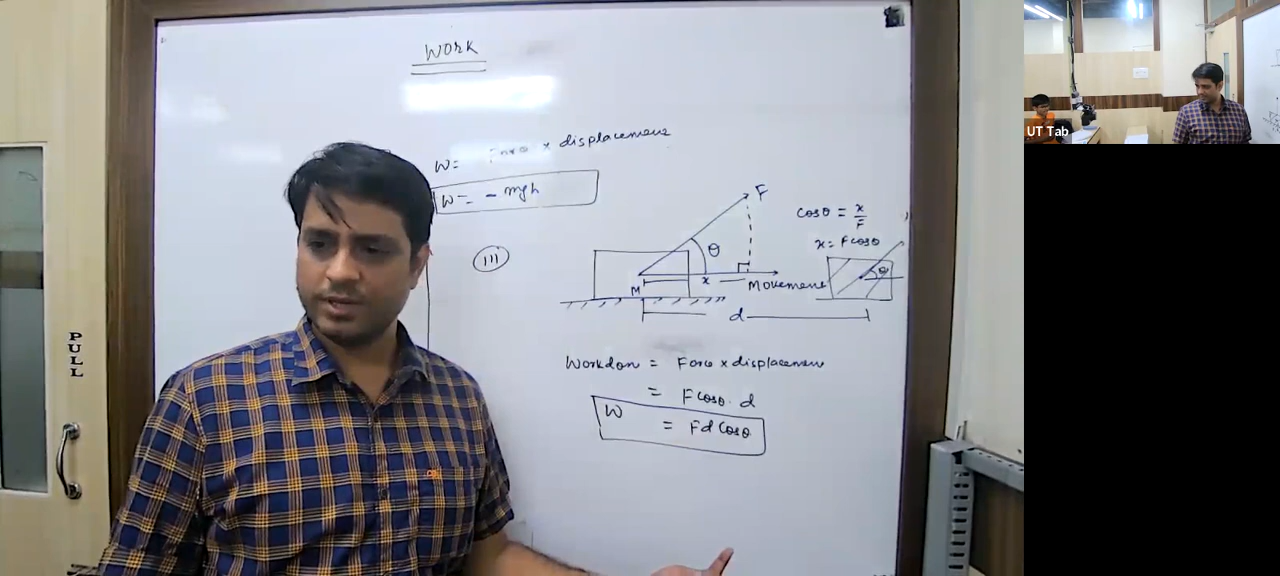 WORK
W = Force × displacement
W = - mgh
(iii)
F
θ
M
x
Movement
d
cosθ = x/F
x = Fcosθ
θ
Workdon = Force × displacement
= Fcosθ. d
W = Fd Cosθ
PULL
UT Tab